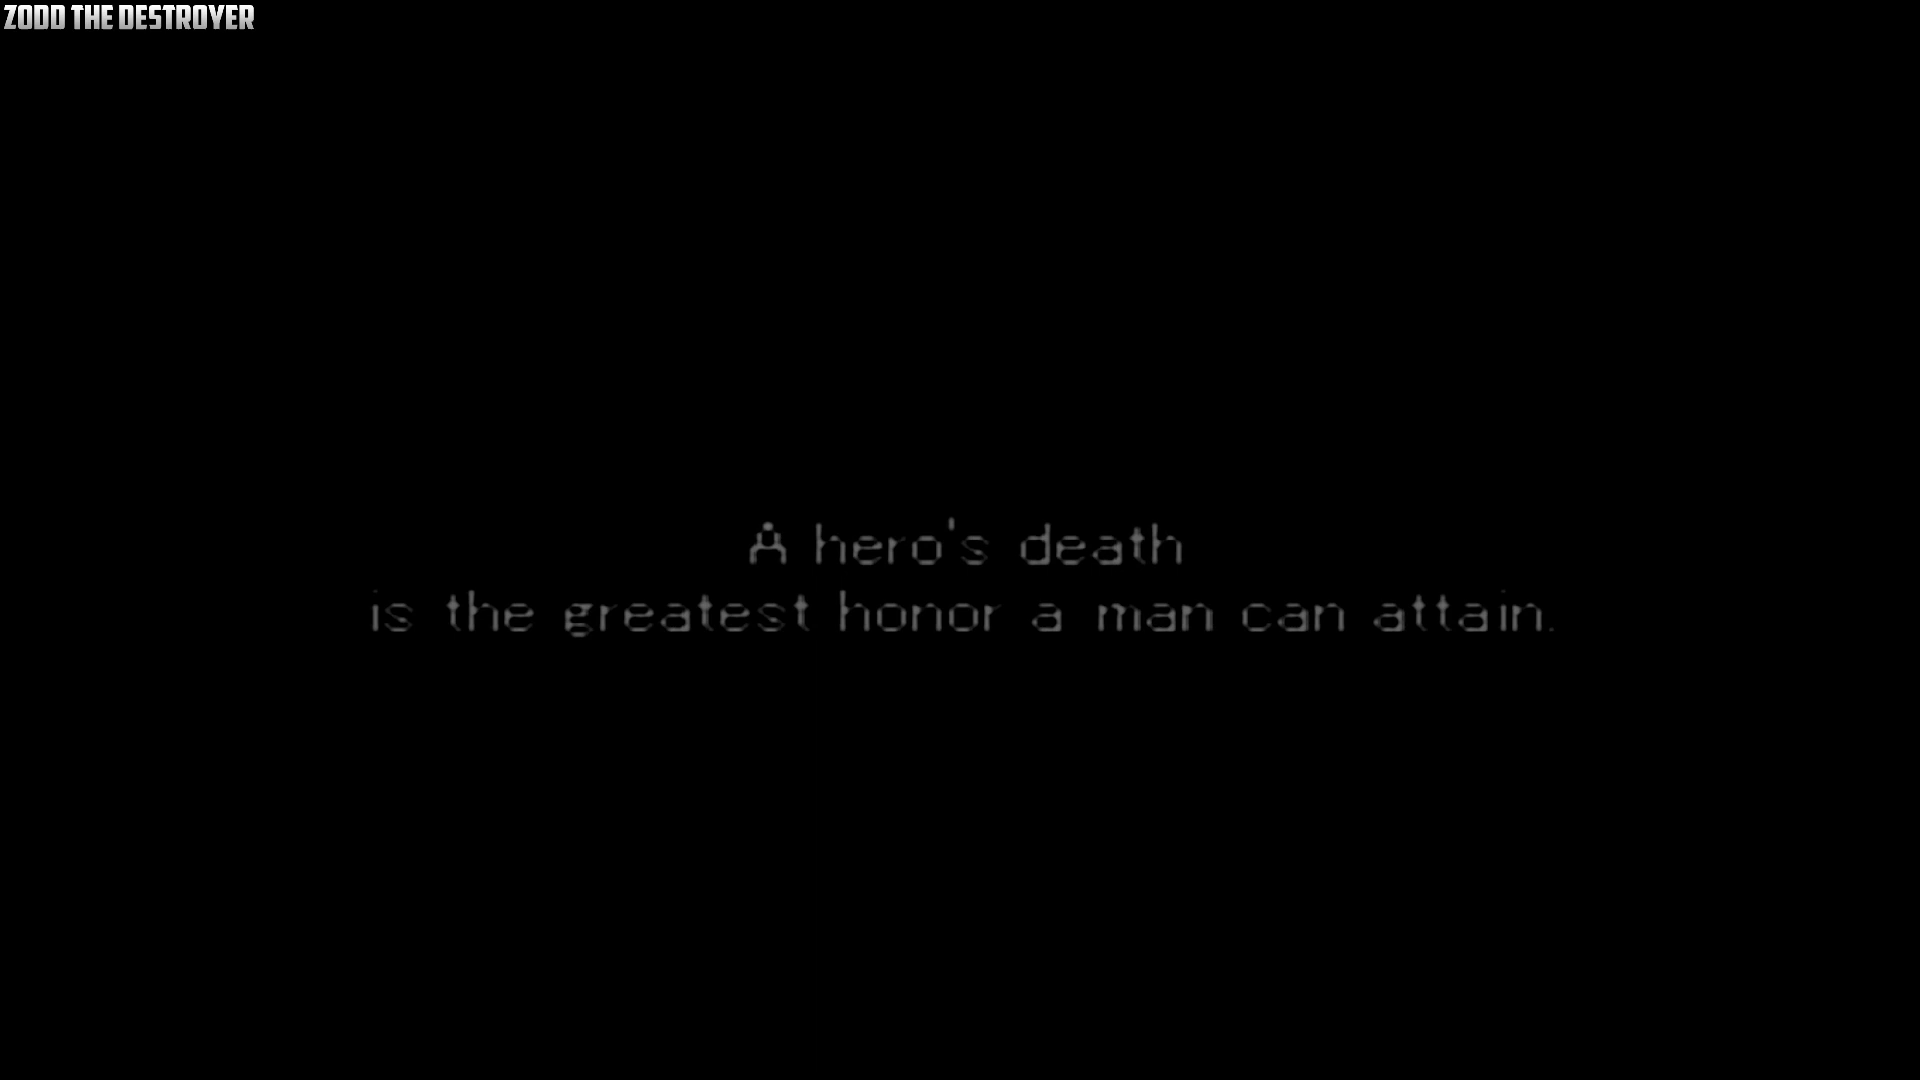 ZODD THE DESTROYER
A hero's death
is the greatest honor a man can attain.